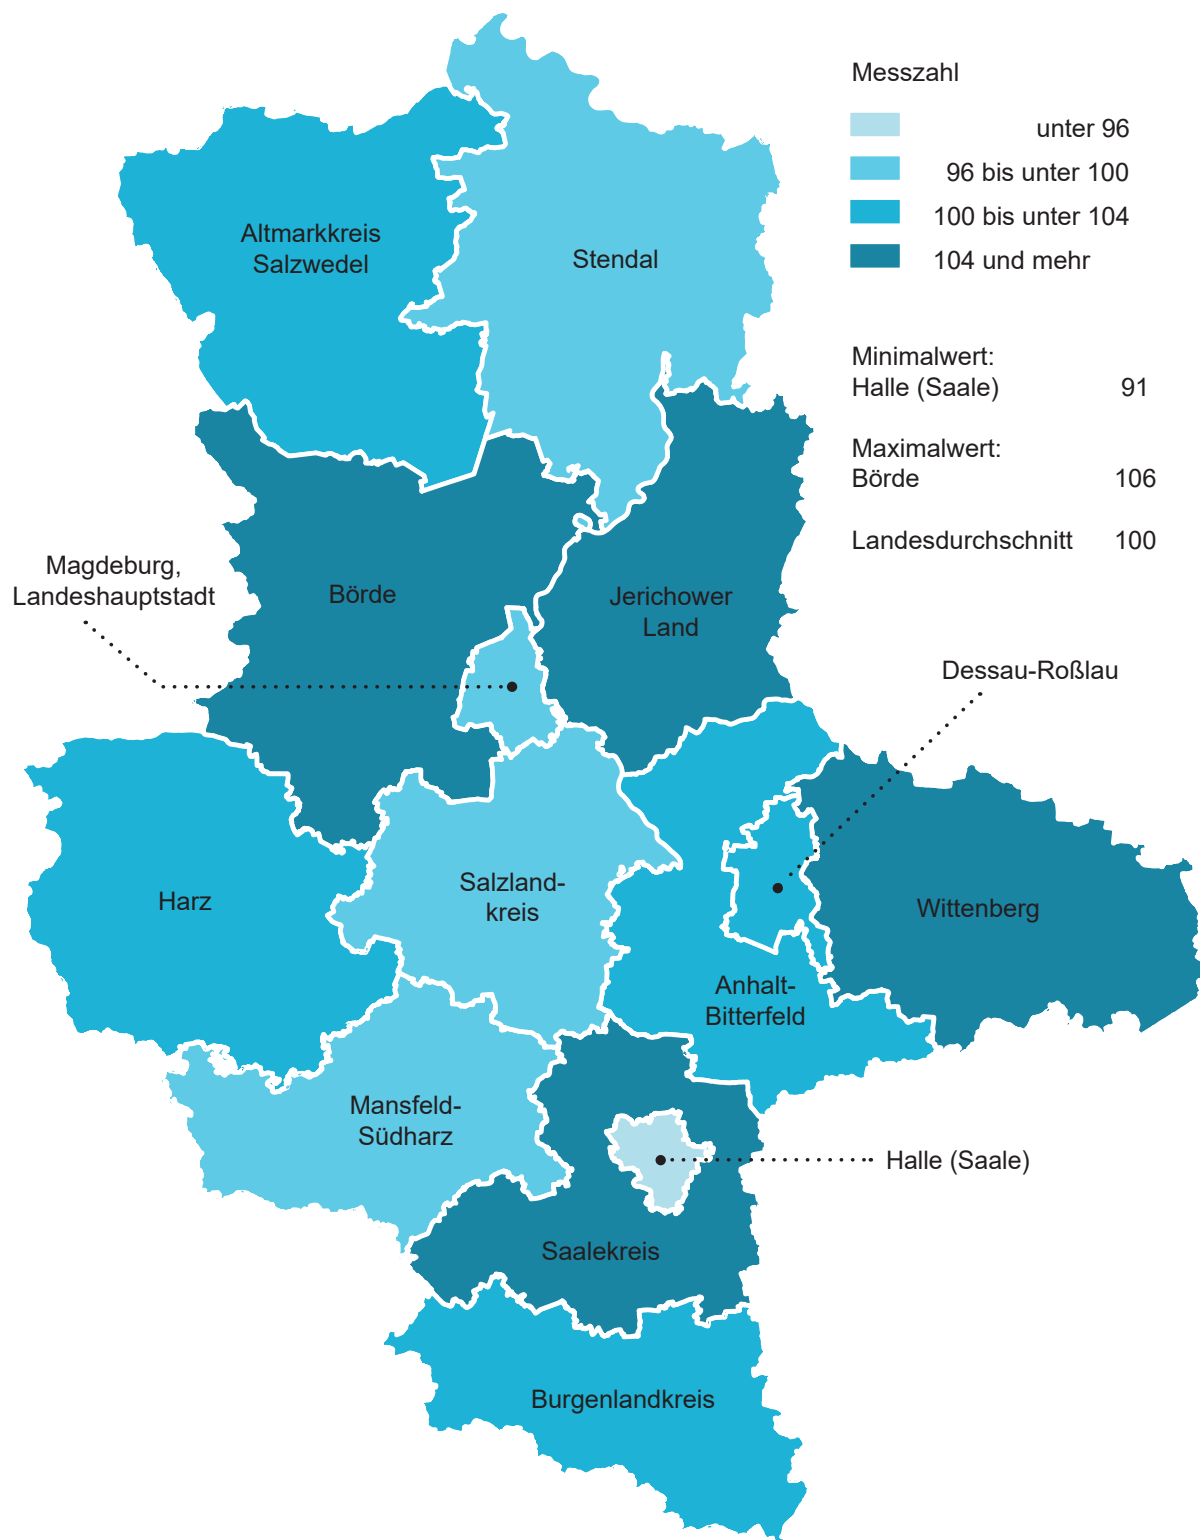 Messzahl
unter 96
96 bis unter 100
100 bis unter 104
104 und mehr
Minimalwert:
Halle (Saale) 91
Maximalwert:
Börde 106
Landesdurchschnitt 100
Altmarkkreis
Salzwedel
Stendal
Magdeburg,
Landeshauptstadt
Börde
Jerichower
Land
Dessau-Roßlau
Harz
Salzland-
kreis
Wittenberg
Anhalt-
Bitterfeld
Mansfeld-
Südharz
Halle (Saale)
Saalekreis
Burgenlandkreis